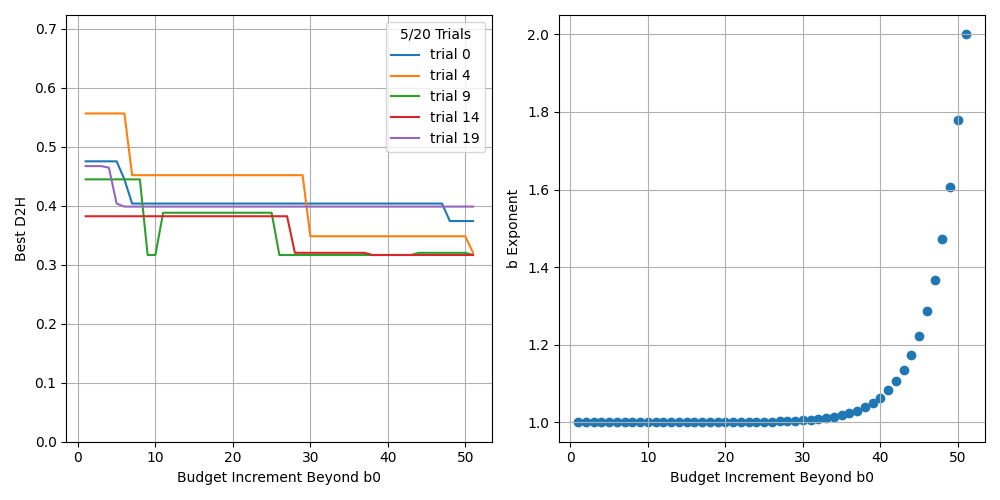 0.7
0.6
0.5
0.4
0.3
0.2
0.1
0.0
Best D2H
0
10
20
30
40
50
Budget Increment Beyond b0
5/20 Trials
trial 0
trial 4
trial 9
trial 14
trial 19
2.0
1.8
1.6
1.4
1.2
1.0
b Exponent
0
10
20
30
40
50
Budget Increment Beyond b0